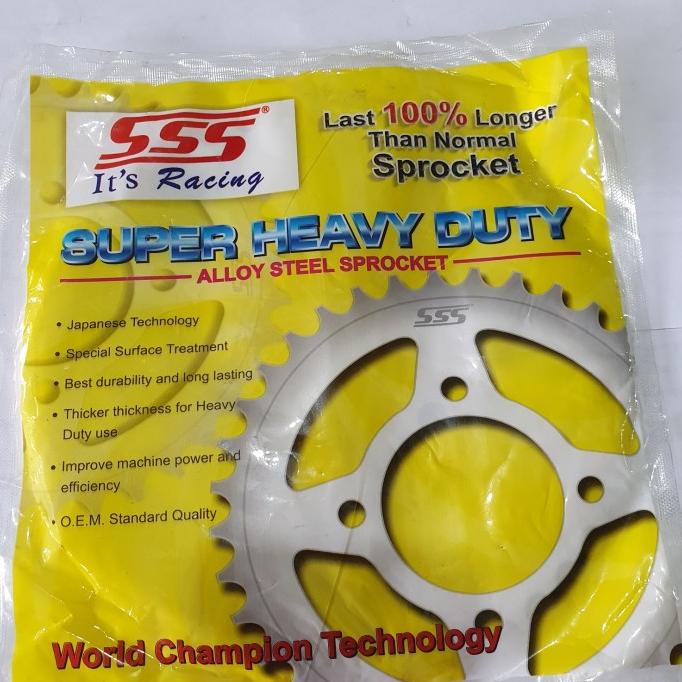 SSS®
It's Racing
Last 100% Longer
Than Normal
Sprocket
SUPER HEAVY DUTY
ALLOY STEEL SPROCKET
• Japanese Technology
• Special Surface Treatment
• Best durability and long lasting
• Thicker thickness for Heavy
Duty use
• Improve machine power and
efficiency
• O.E.M. Standard Quality
SSS
World Champion Technology